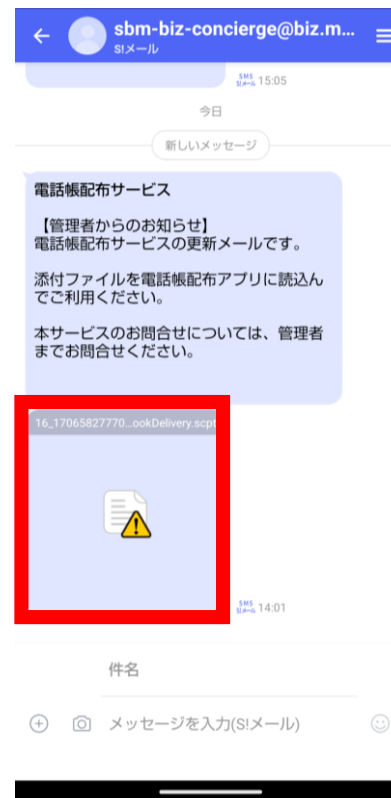 sbm-biz-concierge@biz.m...
S!メール
SMS
S!メール 15:05
今日
新しいメッセージ
電話帳配布サービス
【管理者からのお知らせ】
電話帳配布サービスの更新メールです。
添付ファイルを電話帳配布アプリに読込ん
でご利用ください。
本サービスのお問合せについては、管理者
までお問合せください。
16_17065827770...ookDelivery.scpt
SMS
S!メール 14:01
件名
メッセージを入力(S!メール)